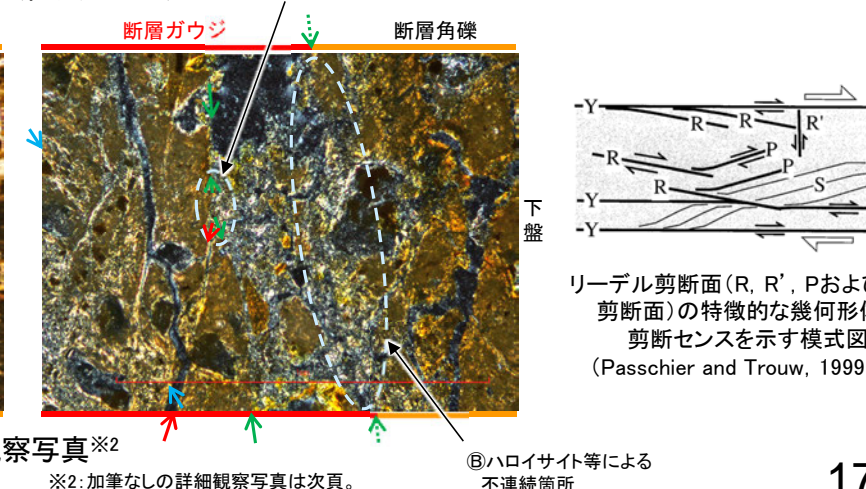 断層ガウジ
断層角礫
下盤
Y
R
R
R'
R
P
P
R
S
Y
Y
リーデル剪断面(R, R’, Pおよび
剪断面)の特徴的な幾何形
剪断センスを示す模式図
(Passchier and Trouw, 1999
察写真※2
※2:加筆なしの詳細観察写真は次頁。
Ⓑハロイサイト等による
不連続箇所
17